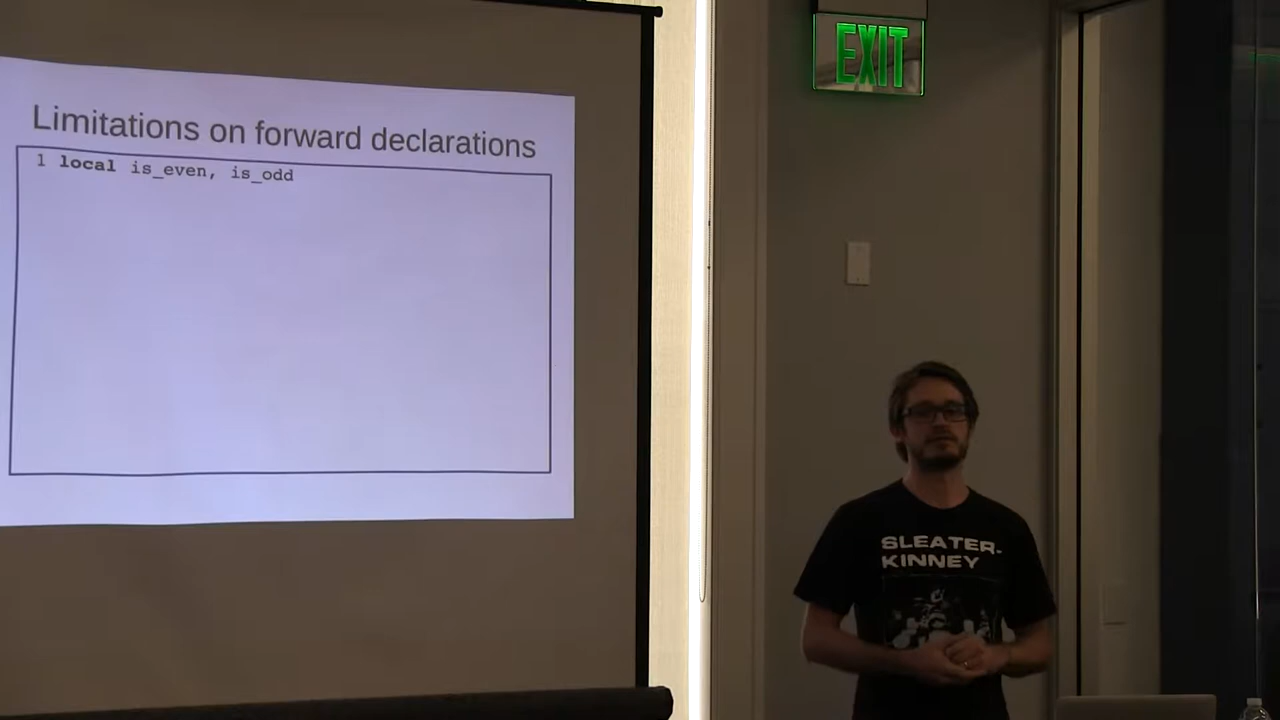 Limitations on forward declarations
1 local is_even, is_odd
EXIT
SLEATER-
KINNEY